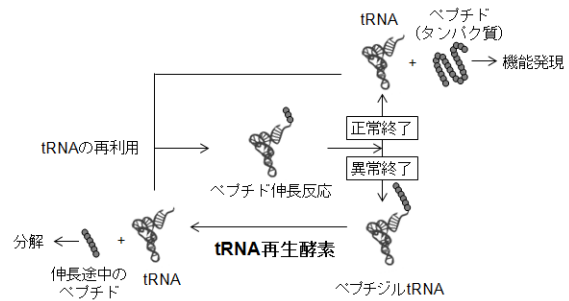 tRNA
ペプチド
(タンパク質)
+
機能発現
正常終了
tRNAの再利用
異常終了
ペプチド伸長反応
分解
+
tRNA再生酵素
伸長途中の
ペプチド
tRNA
ペプチジルtRNA